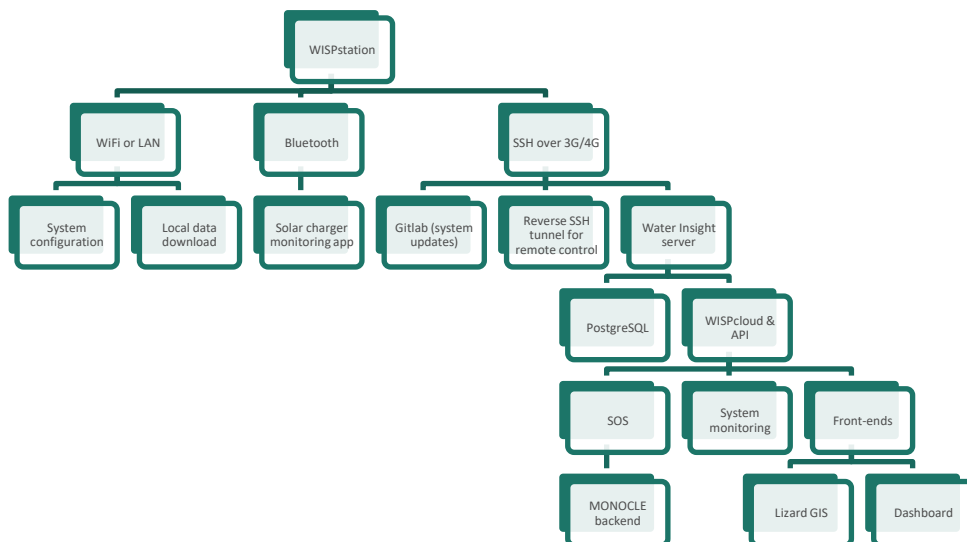 WISPstation
WiFi or LAN
Bluetooth
SSH over 3G/4G
System
configuration
Local data
download
Solar charger
monitoring app
Gitlab (system
updates)
Reverse SSH
tunnel for
remote control
Water Insight
server
PostgreSQL
WISPcloud &
API
SOS
System
monitoring
Front-ends
MONOCLE
backend
Lizard GIS
Dashboard